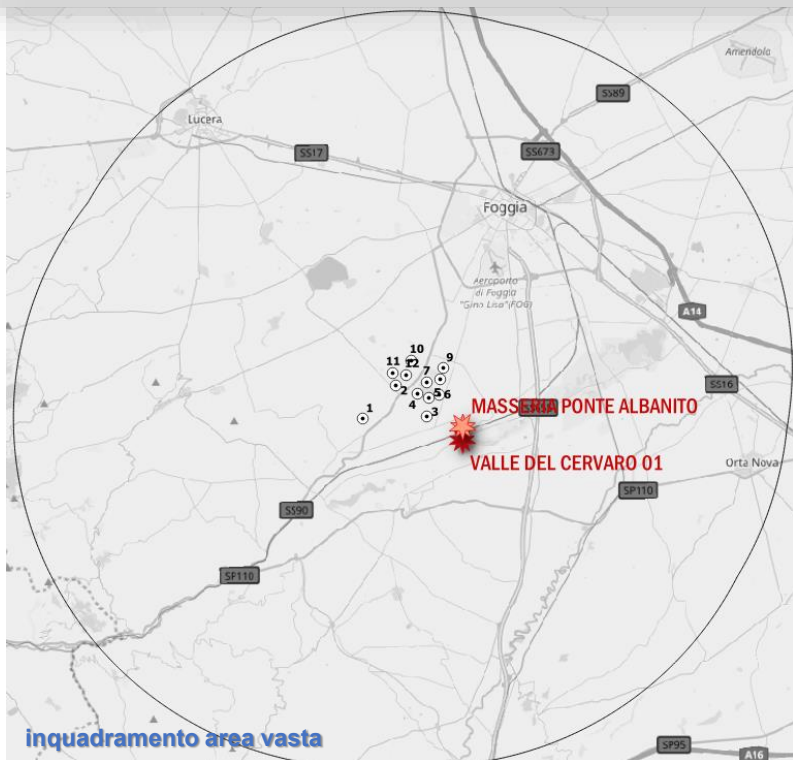 Amendola
SS89
Lucera
SS17
SS673
Foggia
Aeroporto
di Foggia
"Gino Lisa"(FOG)
A14
10
11
12
9
7
2
5
6
4
1
3
SS16
MASSERIA PONTE ALBANITO
VALLE DEL CERVARO 01
Orta Nova
SP110
SS90
SP110
inquadramento area vasta
SP95
A16